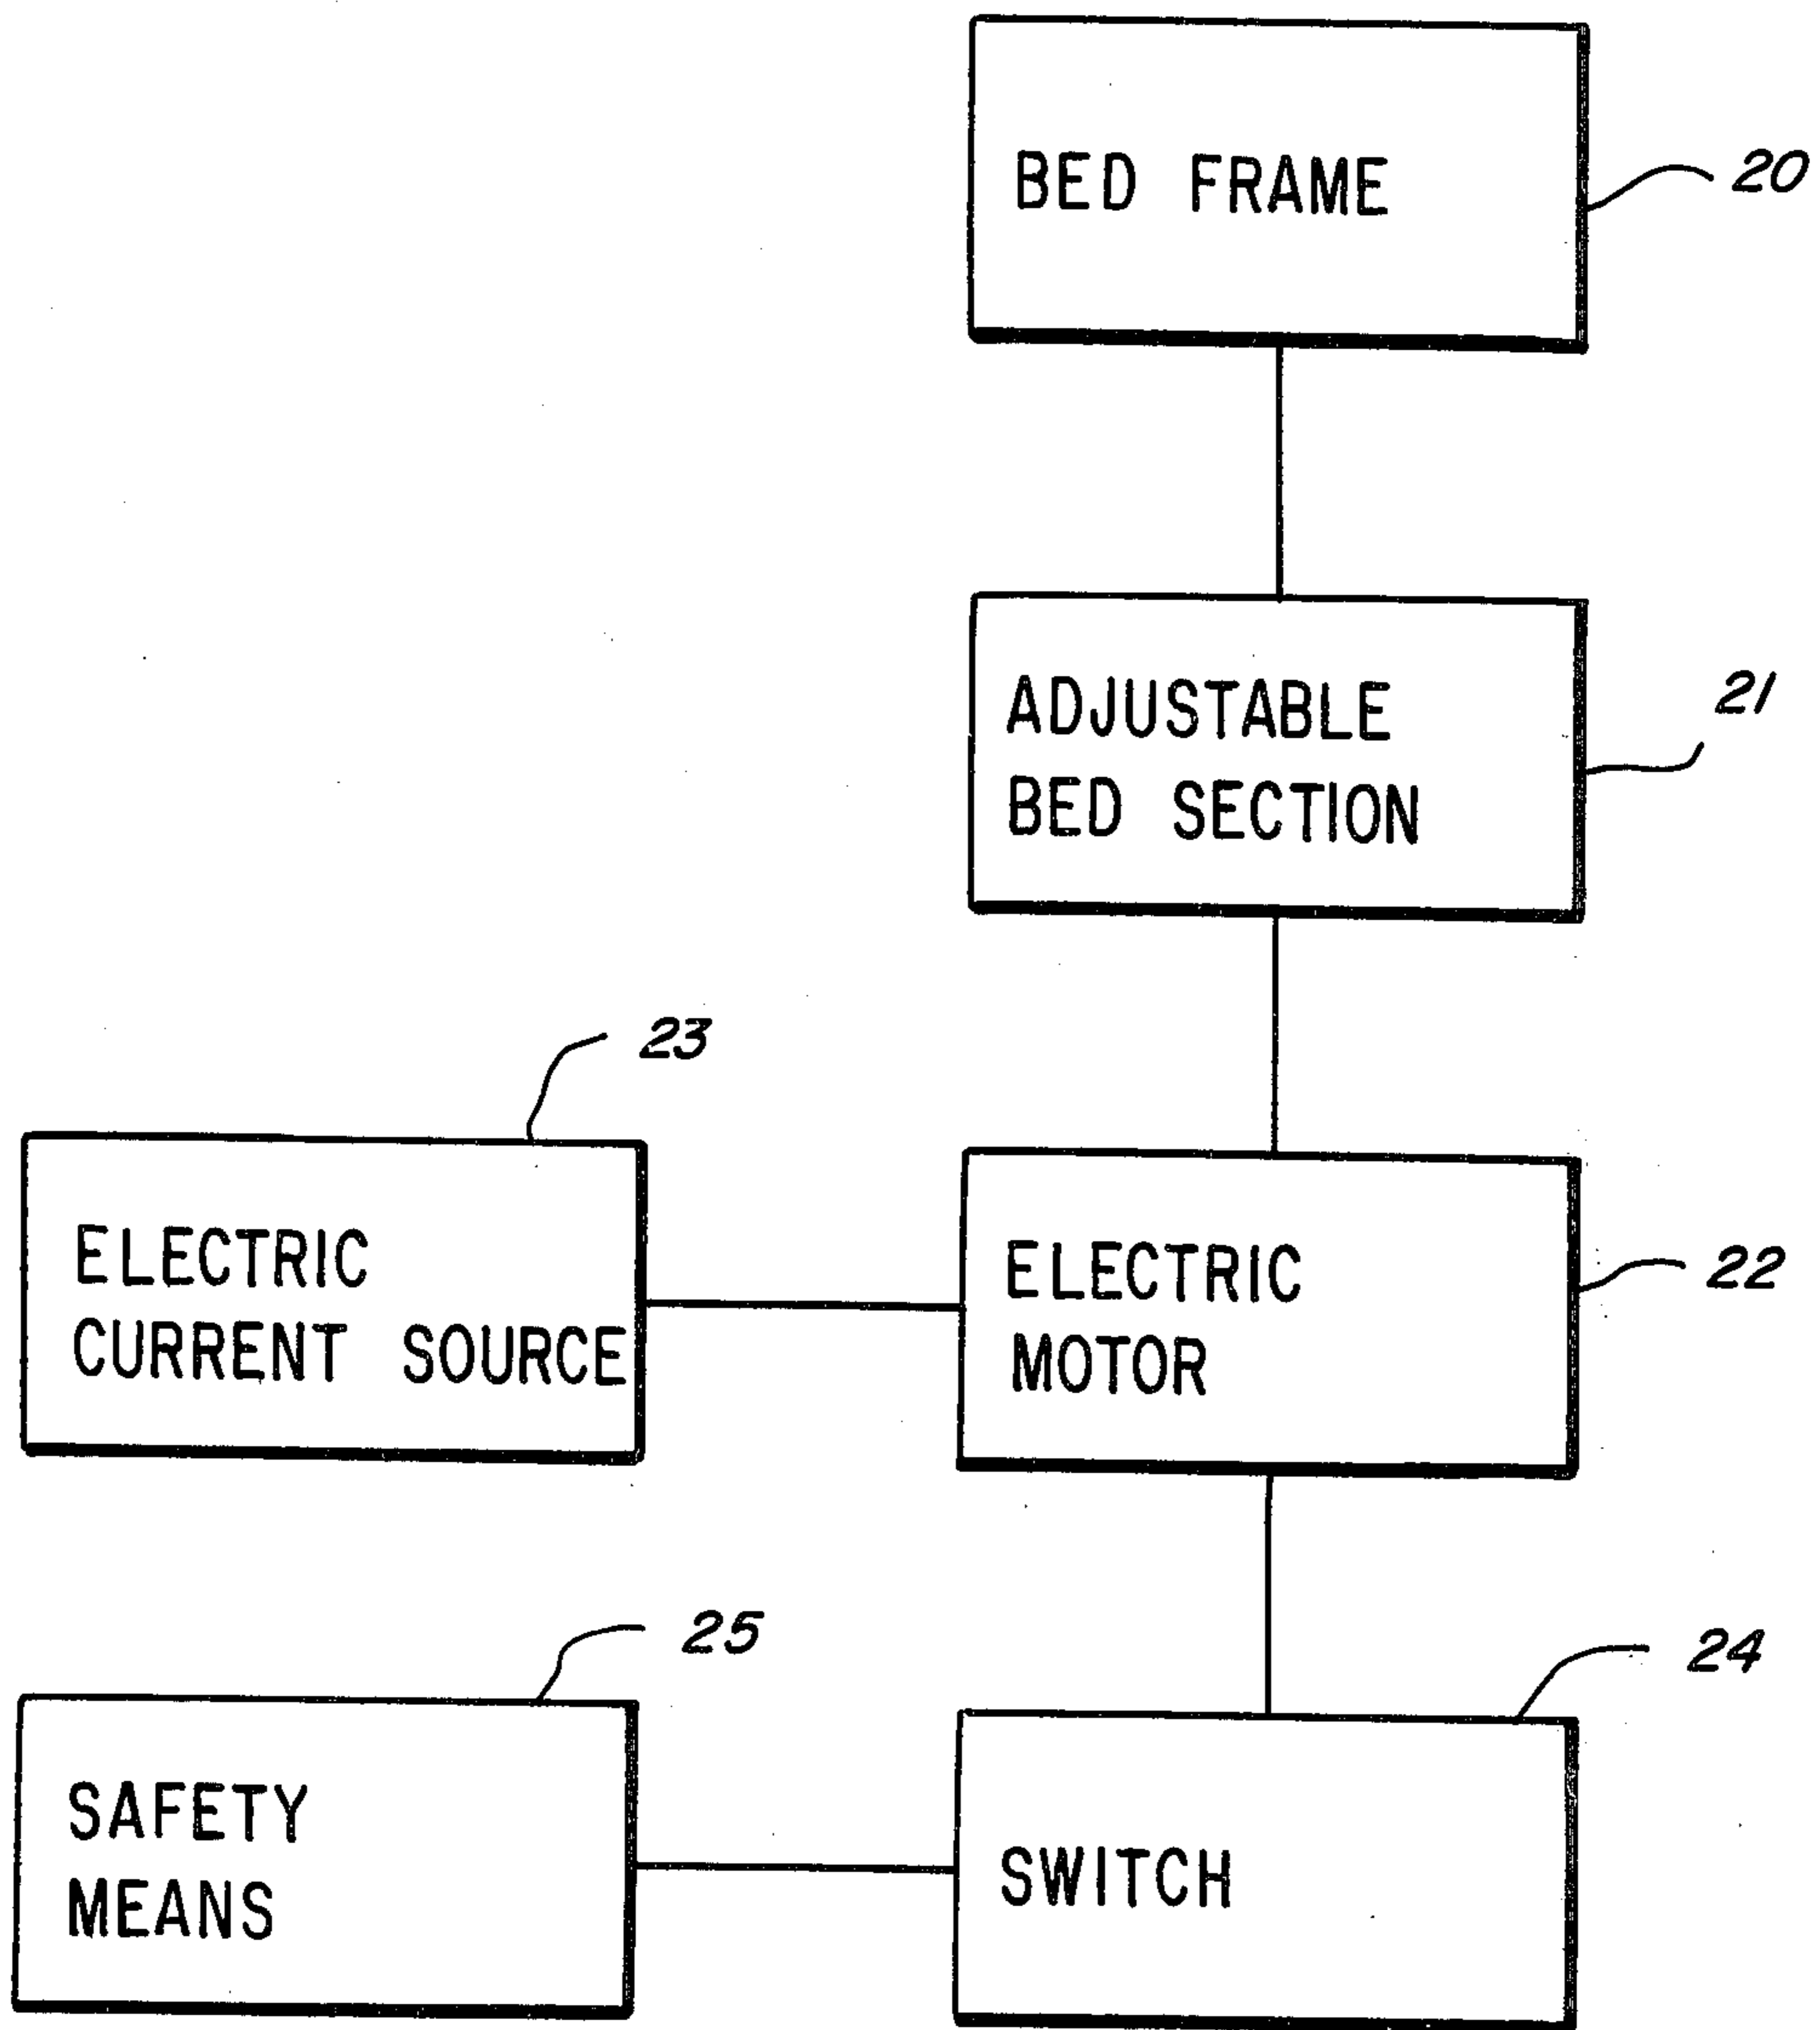 BED FRAME
20
ADJUSTABLE
BED SECTION
21
23
ELECTRIC
CURRENT SOURCE
ELECTRIC
MOTOR
22
25
SAFETY
MEANS
24
SWITCH